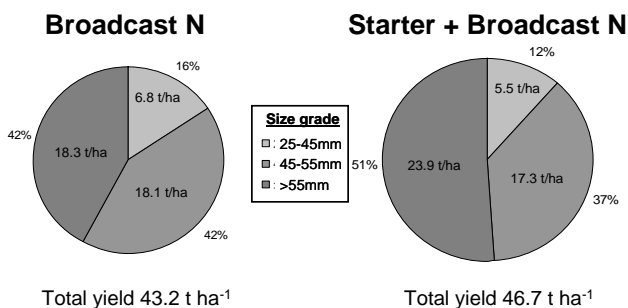 Broadcast N
Starter + Broadcast N
16%
6.8 t/ha
42%
18.3 t/ha
18.1 t/ha
42%
Size grade
25-45mm
45-55mm
>55mm
12%
5.5 t/ha
51%
23.9 t/ha
17.3 t/ha
37%
Total yield 43.2 t ha-1
Total yield 46.7 t ha-1